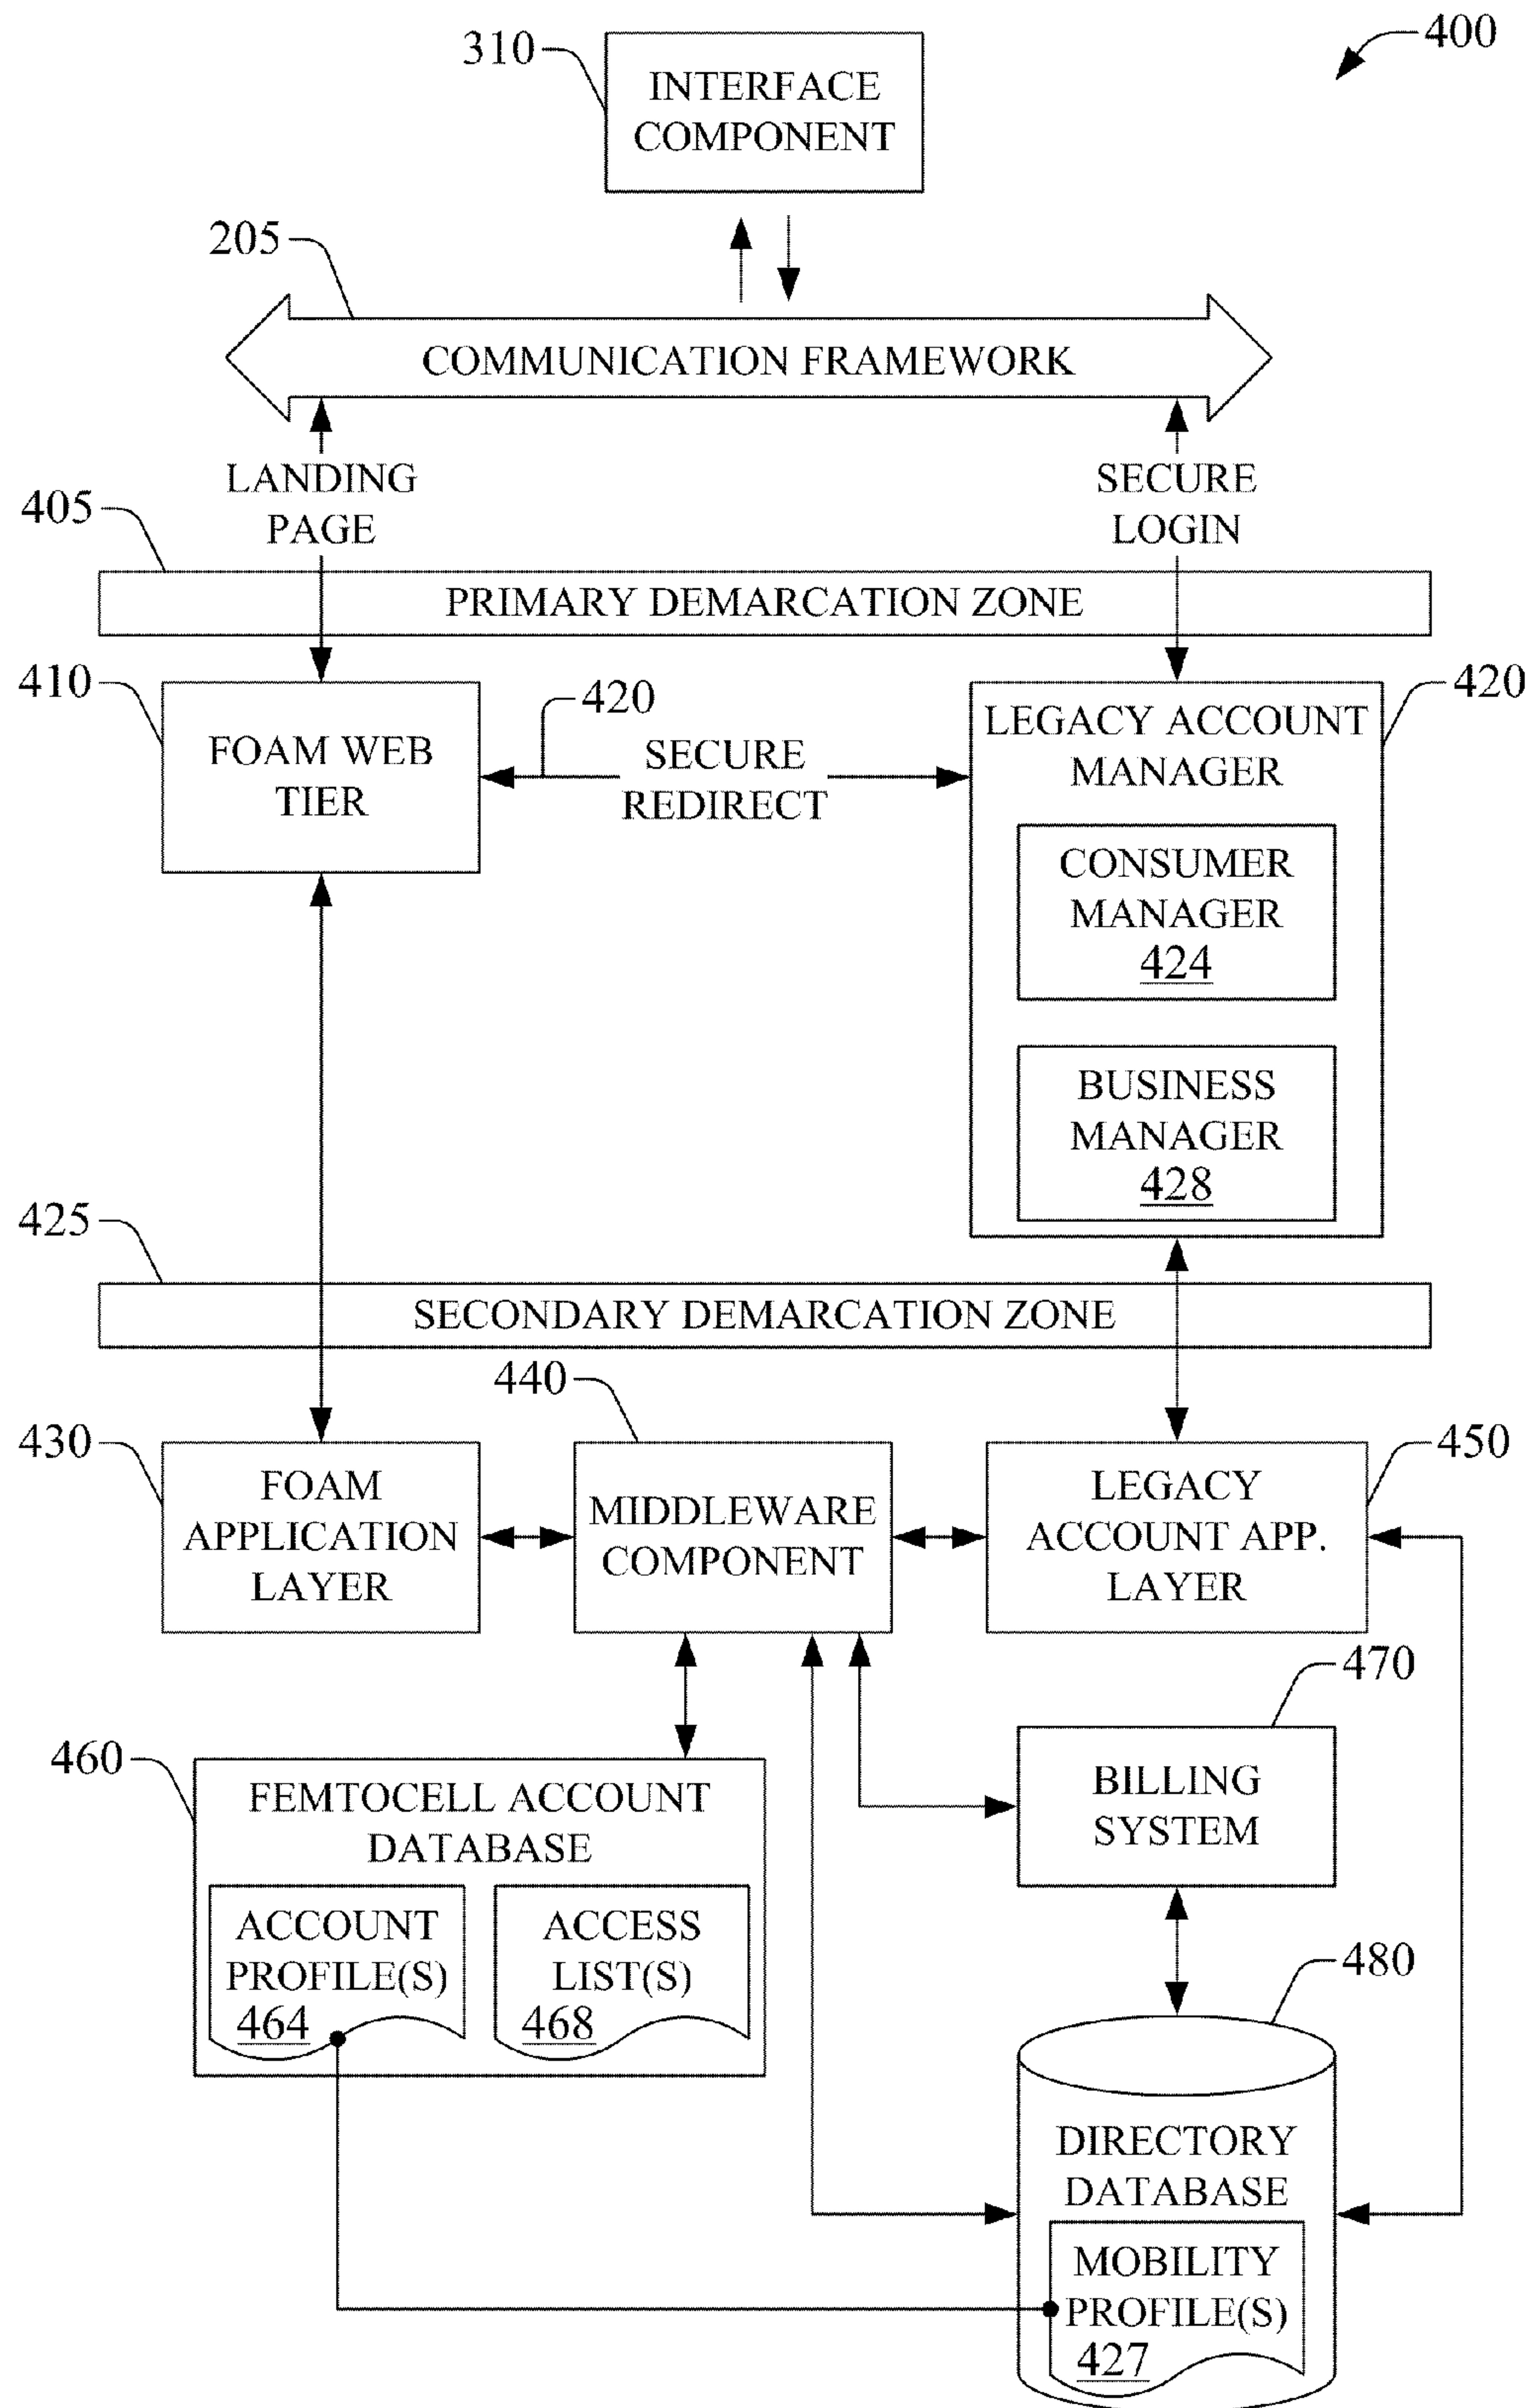 400
310
INTERFACE
COMPONENT
205
COMMUNICATION FRAMEWORK
LANDING
PAGE
SECURE
LOGIN
405
PRIMARY DEMARCATION ZONE
410
FOAM WEB
TIER
420
SECURE
REDIRECT
420
LEGACY ACCOUNT
MANAGER
CONSUMER
MANAGER
424
BUSINESS
MANAGER
428
425
SECONDARY DEMARCATION ZONE
430
FOAM
APPLICATION
LAYER
440
MIDDLEWARE
COMPONENT
450
LEGACY
ACCOUNT APP.
LAYER
460
FEMTOCELL ACCOUNT
DATABASE
ACCOUNT
PROFILE(S)
464
ACCESS
LIST(S)
468
470
BILLING
SYSTEM
480
DIRECTORY
DATABASE
MOBILITY
PROFILE(S)
427